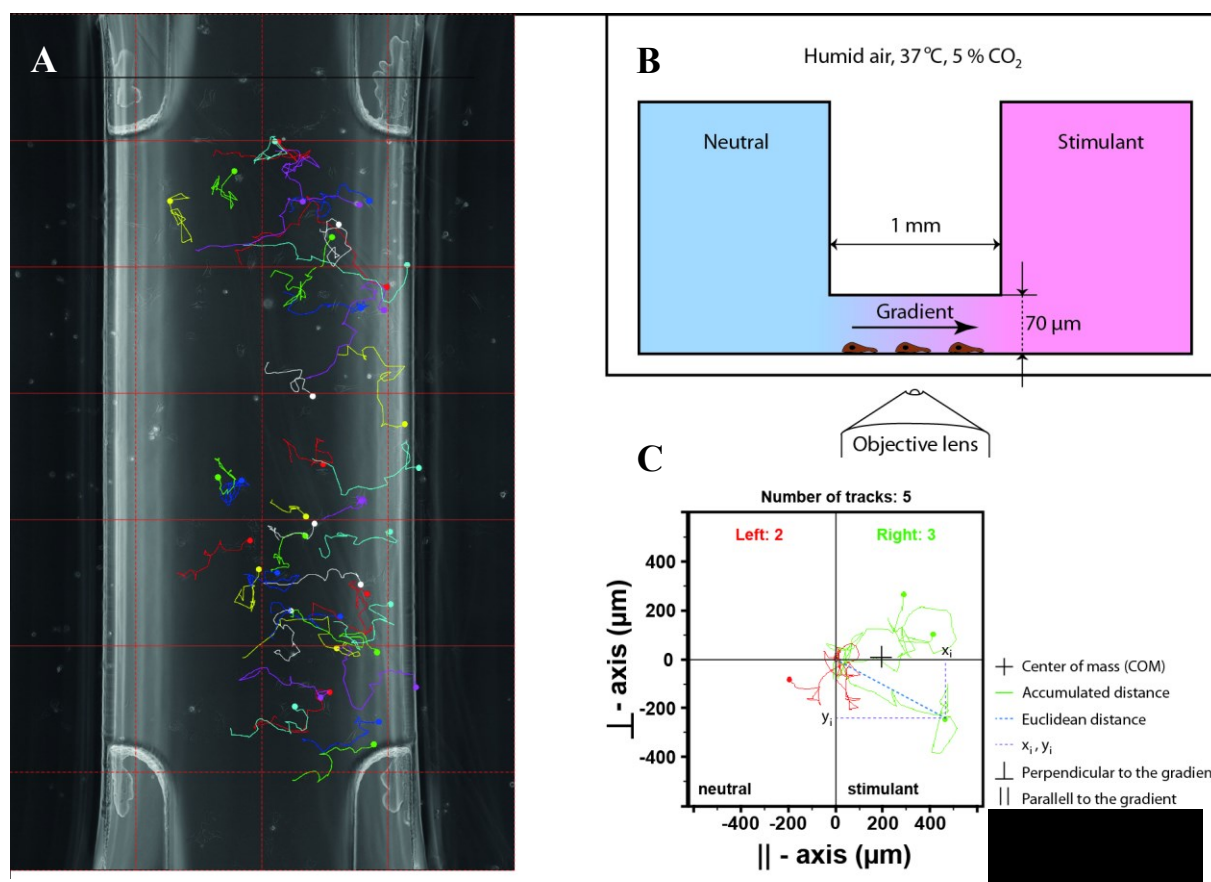 A
B
Humid air, 37 °C, 5 % CO₂
Neutral
Stimulant
1 mm
Gradient
70 µm
Objective lens
C
Number of tracks: 5
Left: 2
Right: 3
400
200
0
-200
-400
⊥ - axis (µm)
xᵢ
yᵢ
neutral
stimulant
-400 -200 0 200 400
|| - axis (µm)
Center of mass (COM)
Accumulated distance
Euclidean distance
xᵢ , yᵢ
⊥ Perpendicular to the gradient
|| Parallell to the gradient